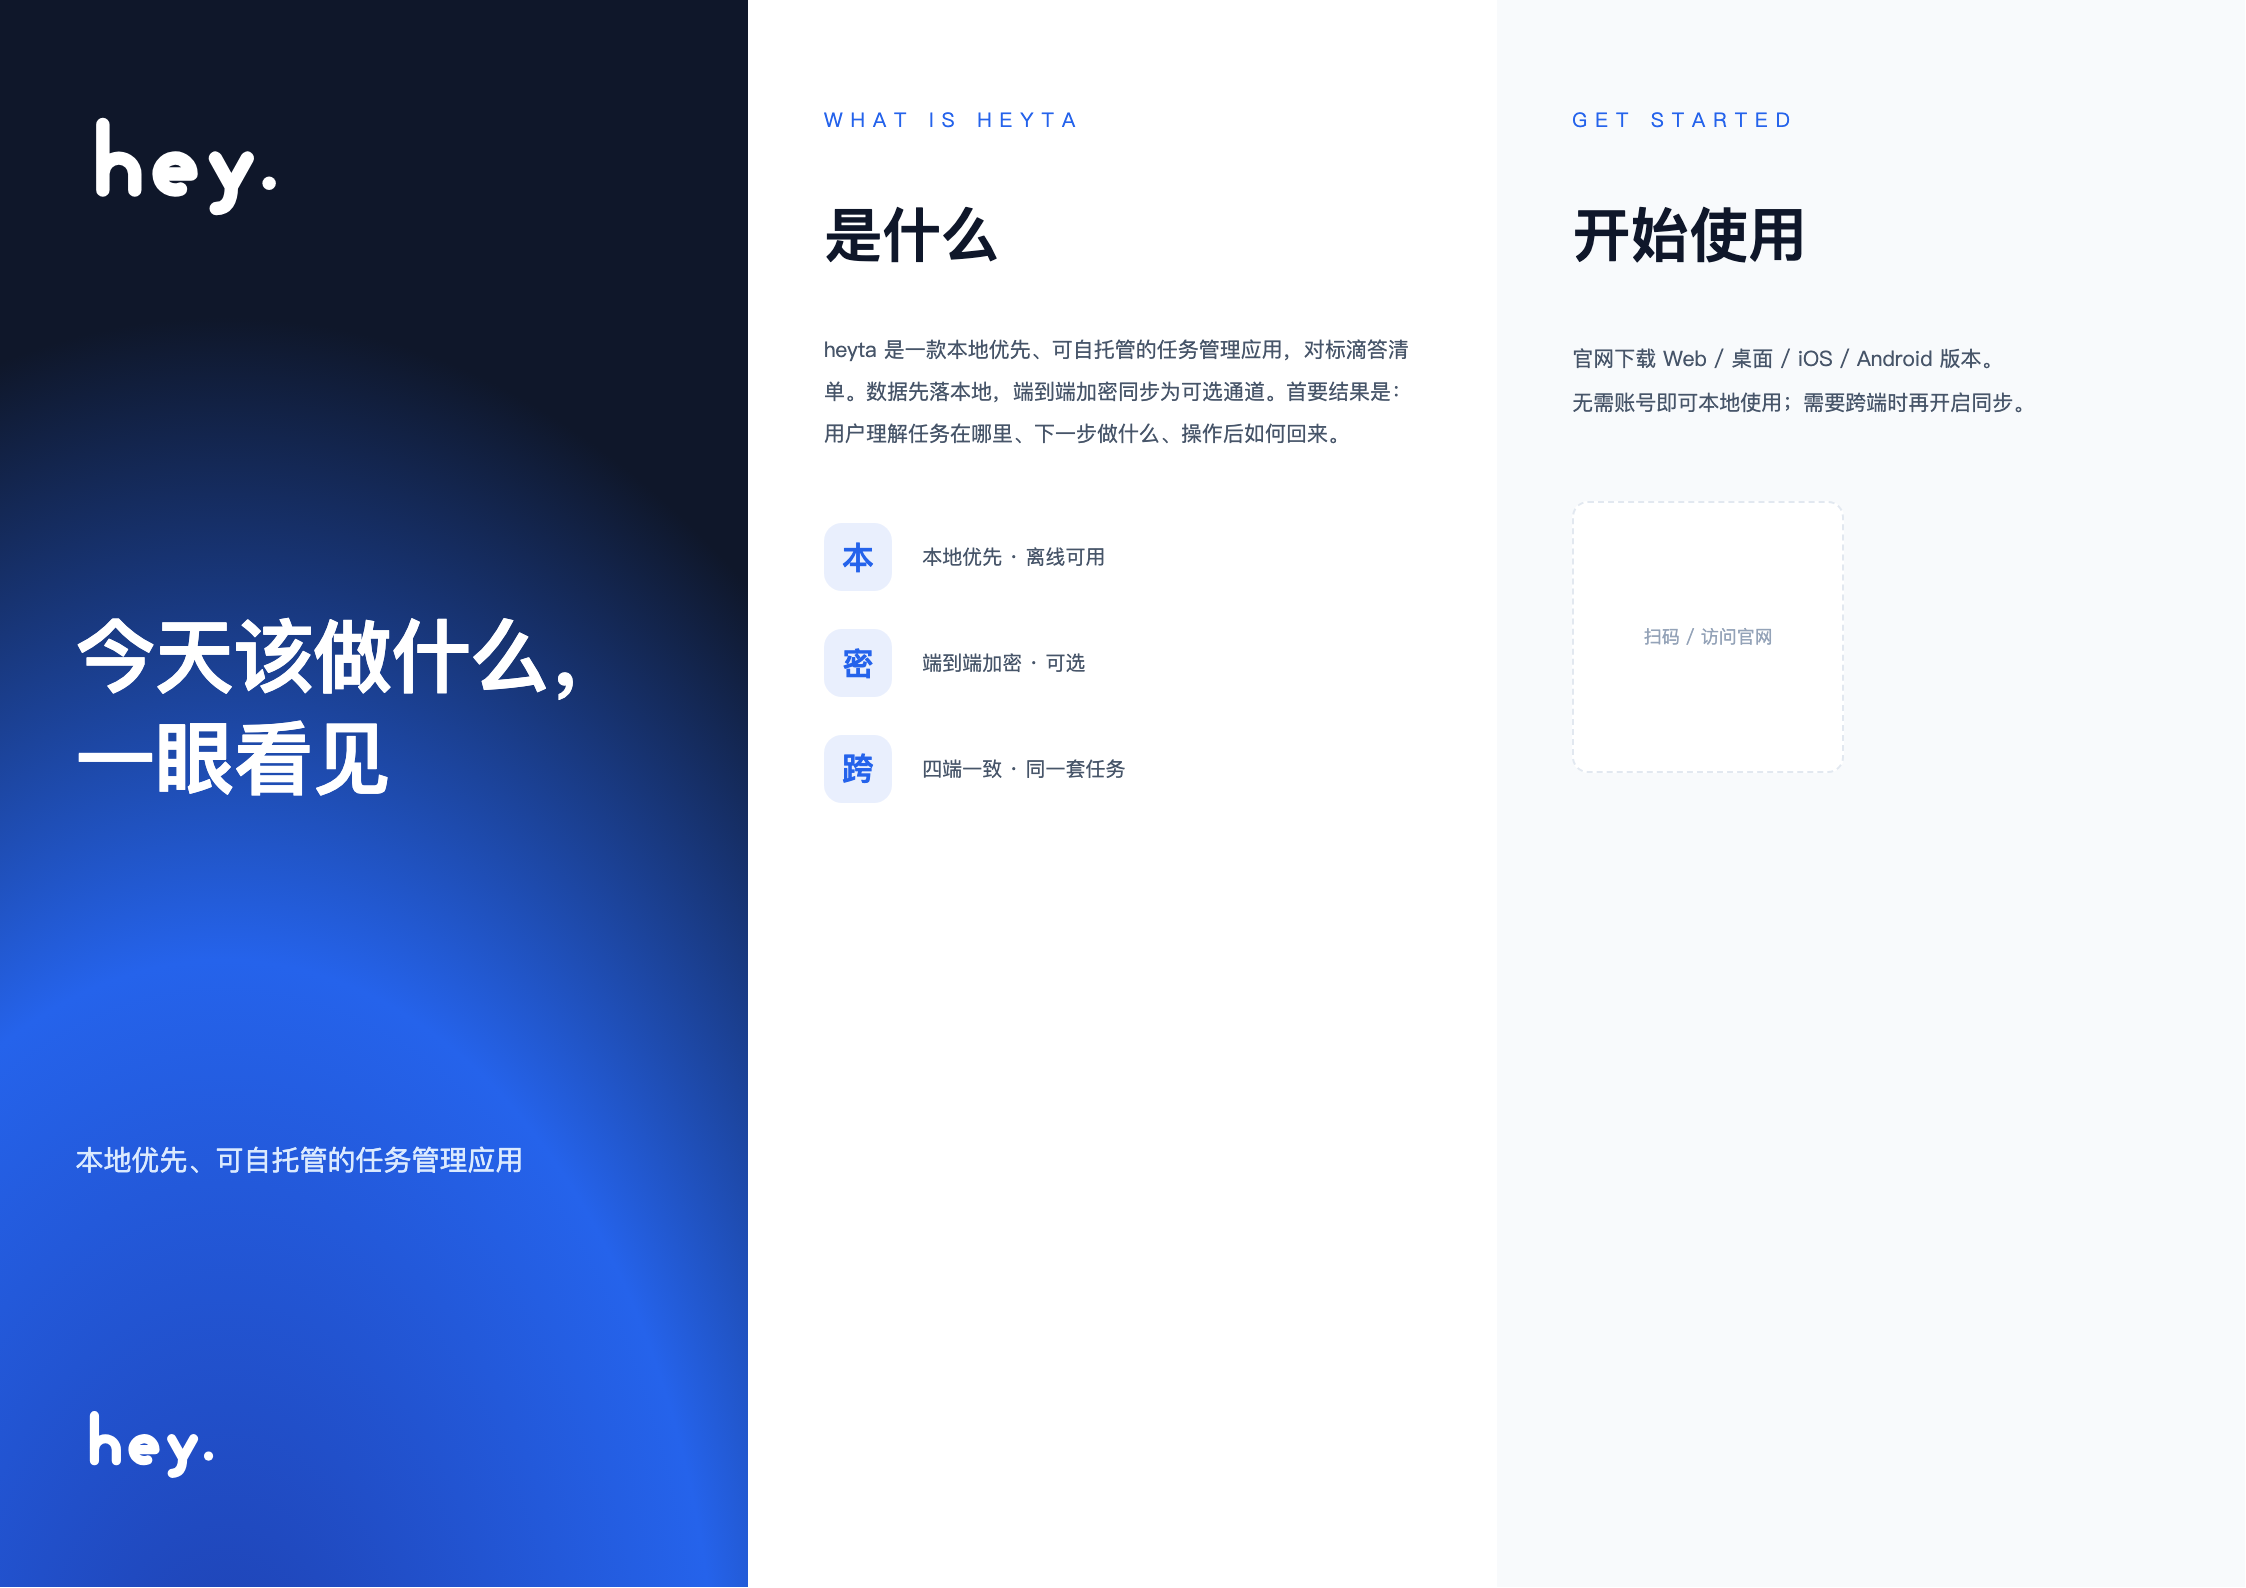 hey.
今天该做什么，
一眼看见
本地优先、可自托管的任务管理应用
hey.
WHAT IS HEYTA
是什么
heyta 是一款本地优先、可自托管的任务管理应用，对标滴答清
单。数据先落本地，端到端加密同步为可选通道。首要结果是：
用户理解任务在哪里、下一步做什么、操作后如何回来。
本 本地优先 · 离线可用
密 端到端加密 · 可选
跨 四端一致 · 同一套任务
GET STARTED
开始使用
官网下载 Web / 桌面 / iOS / Android 版本。
无需账号即可本地使用；需要跨端时再开启同步。
扫码 / 访问官网